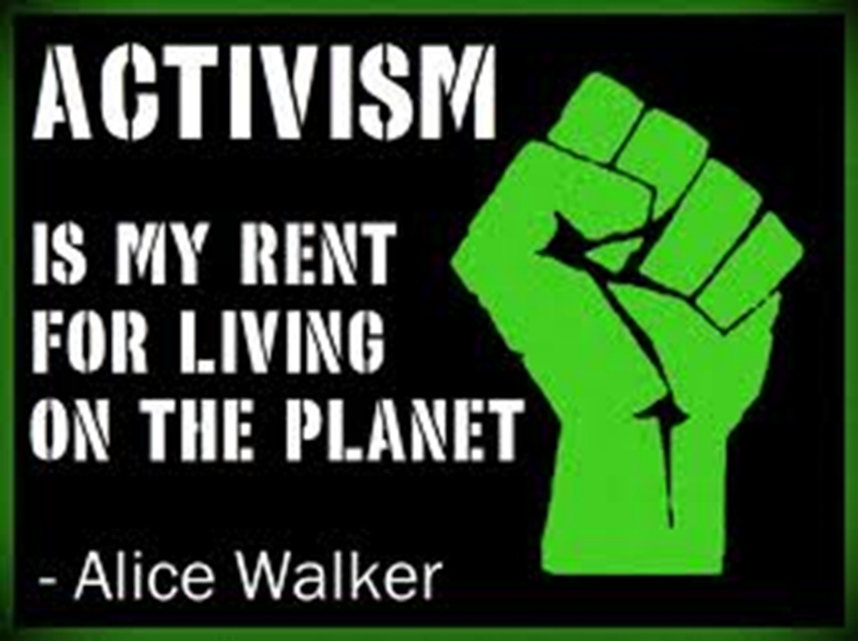 ACTIVISM
IS MY RENT
FOR LIVING
ON THE PLANET
- Alice Walker